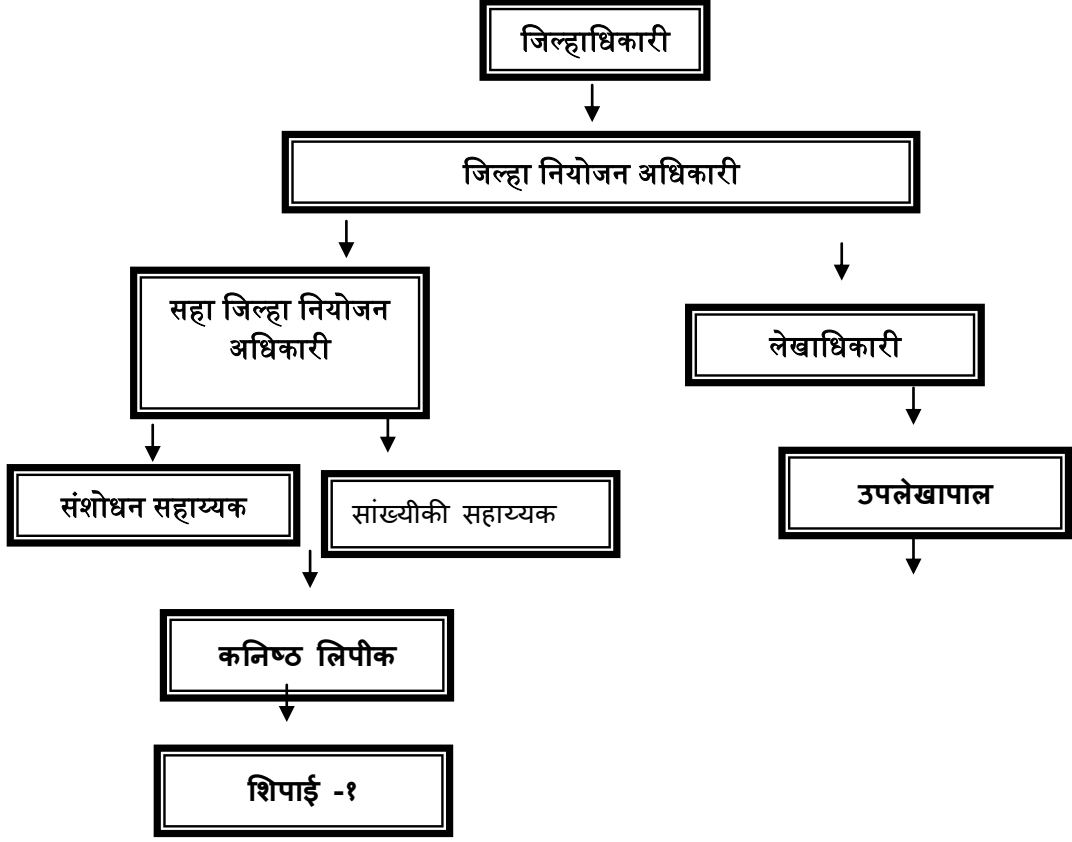 जिल्हाधिकारी
जिल्हा नियोजन अधिकारी
सहा जिल्हा नियोजन
अधिकारी
लेखाधिकारी
संशोधन सहाय्यक
सांख्यीकी सहाय्यक
उपलेखापाल
कनिष्ठ लिपीक
शिपाई -१